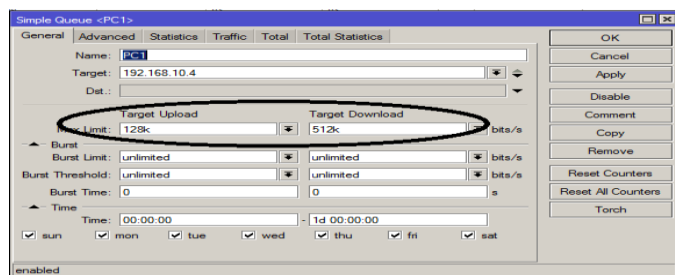 Simple Queue <PC1>
General Advanced Statistics Traffic Total Total Statistics
Name: PC1
Target: 192.168.10.4
Dst.:
Target Upload Target Download
Max Limit: 128k 512k bits/s
Burst
Burst Limit: unlimited unlimited bits/s
Burst Threshold: unlimited unlimited bits/s
Burst Time: 0 0 s
Time
Time: 00:00:00 - 1d 00:00:00
sun mon tue wed thu fri sat
enabled
OK
Cancel
Apply
Disable
Comment
Copy
Remove
Reset Counters
Reset All Counters
Torch